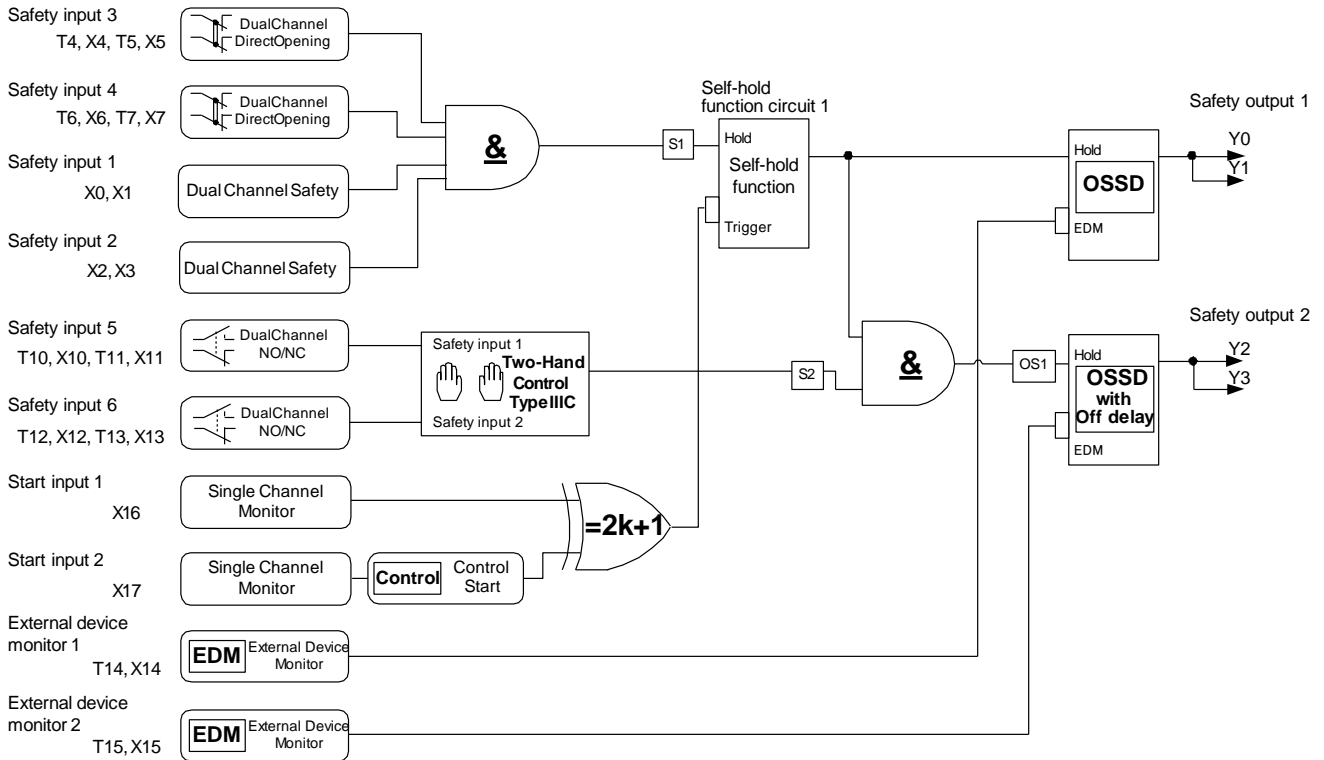 Safety input 3
T4, X4, T5, X5
DualChannel
DirectOpening
Safety input 4
T6, X6, T7, X7
DualChannel
DirectOpening
Safety input 1
X0, X1
Dual Channel Safety
Safety input 2
X2, X3
Dual Channel Safety
&
S1
Self-hold
function circuit 1
Hold
Self-hold
function
Trigger
Safety output 1
Hold
OSSD
EDM
Y0
Y1
Safety input 5
T10, X10, T11, X11
DualChannel
NO/NC
Safety input 6
T12, X12, T13, X13
DualChannel
NO/NC
Safety input 1
Two-Hand
Control
TypeIIIC
Safety input 2
S2
&
OS1
Safety output 2
Hold
OSSD
with
Off delay
EDM
Y2
Y3
Start input 1
X16
Single Channel
Monitor
Start input 2
X17
Single Channel
Monitor
Control
Control
Start
=2k+1
External device
monitor 1
T14, X14
EDM
External Device
Monitor
External device
monitor 2
T15, X15
EDM
External Device
Monitor